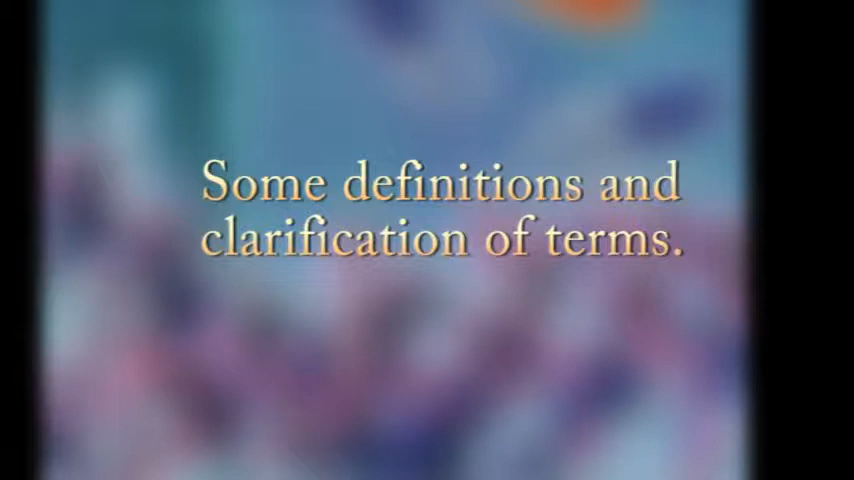 Some definitions and
clarification of terms.